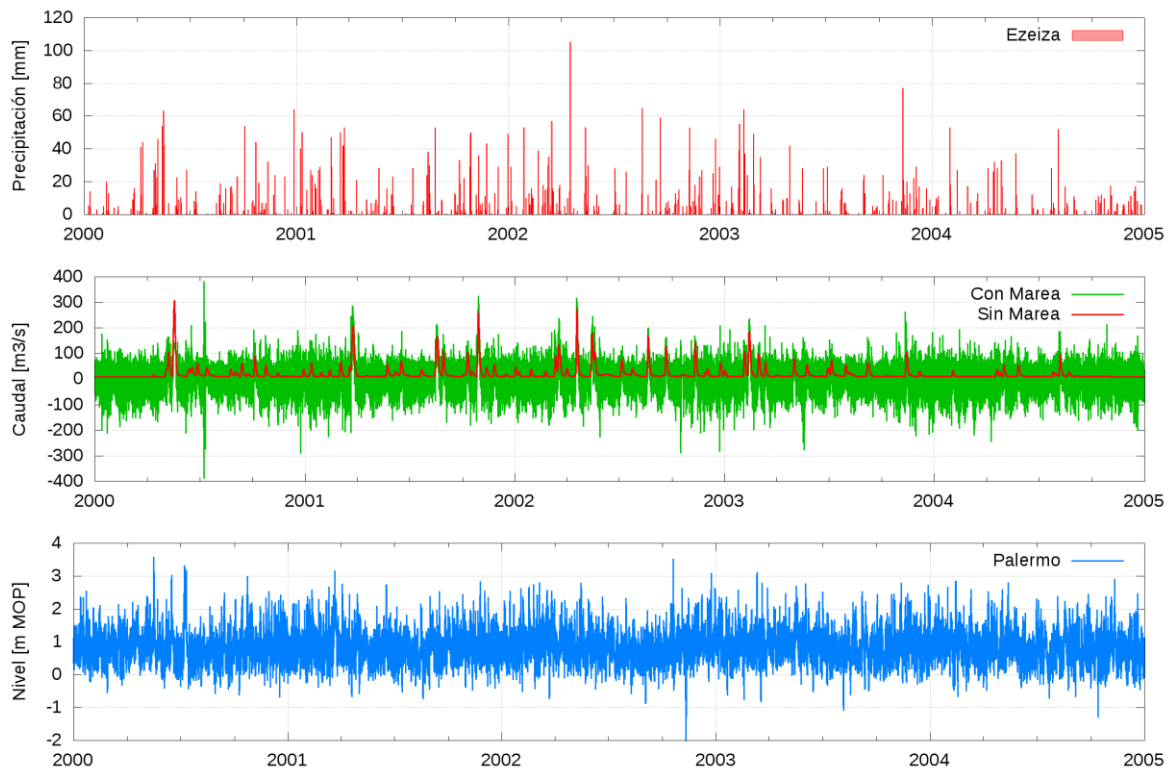 Precipitación [mm]
120
100
80
60
40
20
0
Ezeiza
2000 2001 2002 2003 2004 2005
Caudal [m3/s]
400
300
200
100
0
-100
-200
-300
-400
Con Marea
Sin Marea
2000 2001 2002 2003 2004 2005
Nivel [m MOP]
4
3
2
1
0
-1
-2
Palermo
2000 2001 2002 2003 2004 2005